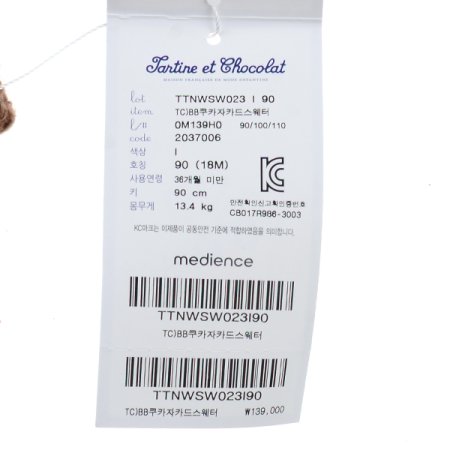 Tartine et Chocolat
MAISON FRANÇAISE DE MODE ENFANTINE
lot TTNWSW023 I 90
item TC)BB쿠카자카드스웨터
L/# 0M139H0 90/100/110
code 2037006
색상 I
호칭 90 (18M)
사용연령 36개월 미만
키 90 cm
몸무게 13.4 kg
안전확인신고확인증번호
CB017R986-3003
KC마크는 이제품이 공동안전 기준에 적합하였음을 의미합니다
medience
TTNWSW023I90
TC)BB쿠카자카드스웨터
TTNWSW023I90
TC)BB쿠카자카드스웨터 ₩139,000